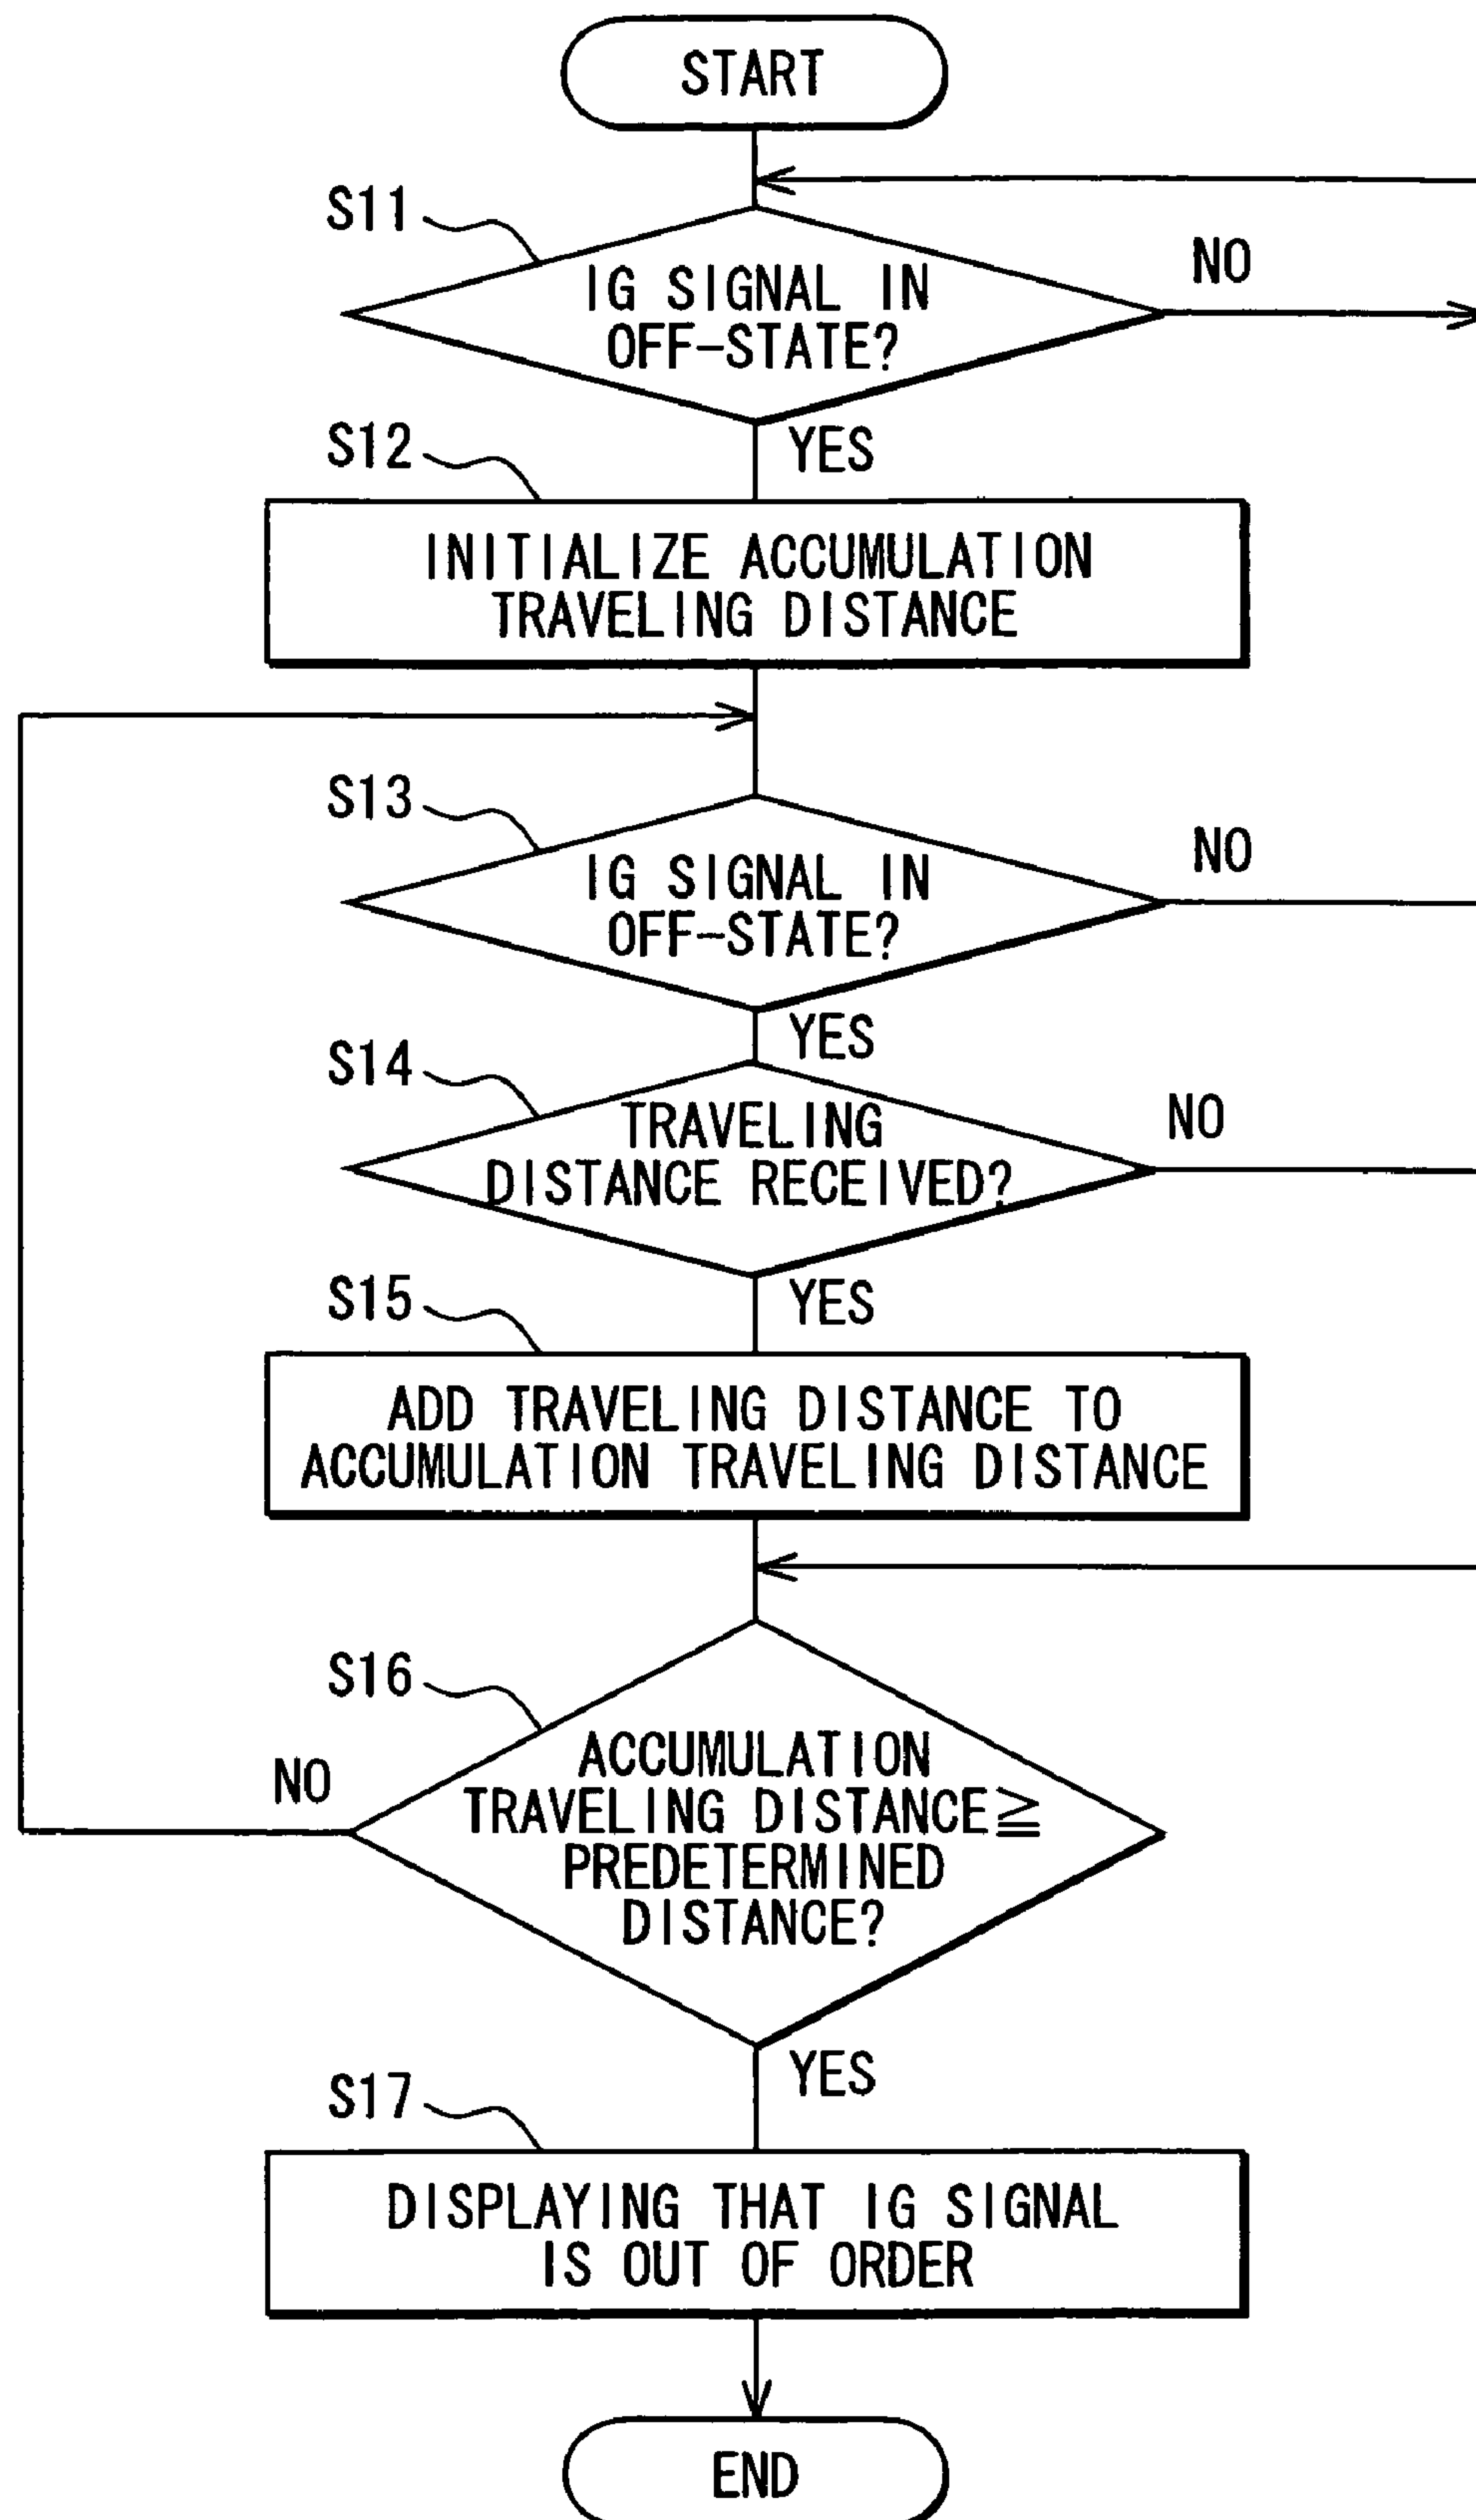 START
S11
IG SIGNAL IN
OFF-STATE?
NO
YES
S12
INITIALIZE ACCUMULATION
TRAVELING DISTANCE
S13
IG SIGNAL IN
OFF-STATE?
NO
YES
S14
TRAVELING
DISTANCE RECEIVED?
NO
YES
S15
ADD TRAVELING DISTANCE TO
ACCUMULATION TRAVELING DISTANCE
S16
ACCUMULATION
TRAVELING DISTANCE≧
PREDETERMINED
DISTANCE?
NO
YES
S17
DISPLAYING THAT IG SIGNAL
IS OUT OF ORDER
END